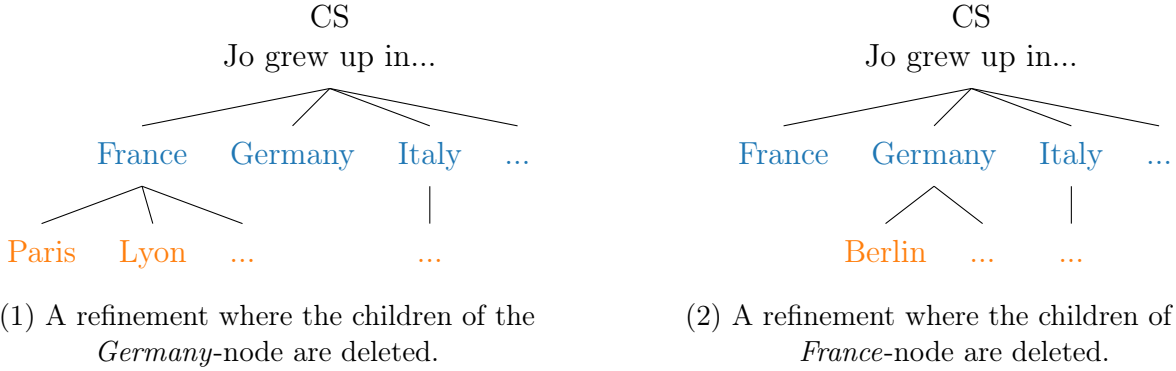 CS
Jo grew up in...
France Germany Italy ...
Paris Lyon ... ...
(1) A refinement where the children of the
Germany-node are deleted.
CS
Jo grew up in...
France Germany Italy ...
Berlin ... ...
(2) A refinement where the children of
France-node are deleted.